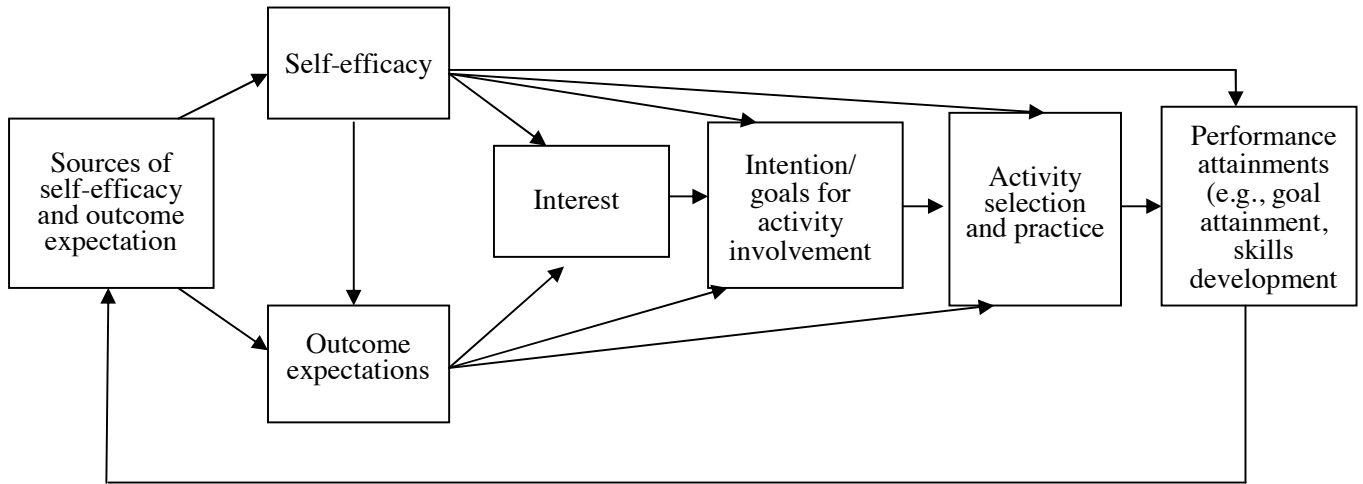 Self-efficacy
Sources of
self-efficacy
and outcome
expectation
Outcome
expectations
Interest
Intention/
goals for
activity
involvement
Activity
selection
and practice
Performance
attainments
(e.g., goal
attainment,
skills
development